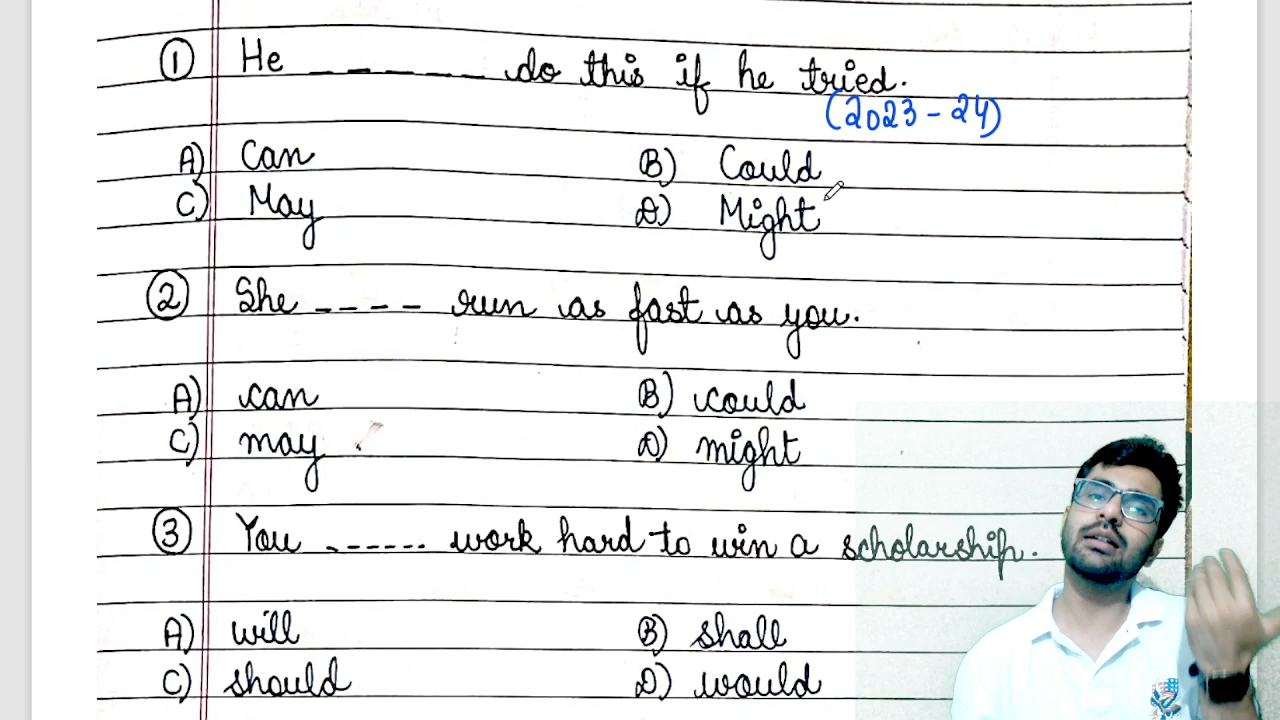 ① He _ _ _ _ _ do this if he tried.
(2023-24)
A) Can B) Could
C) May D) Might
② She _ _ _ _ run as fast as you.
A) can B) could
C) may D) might
③ You ------ work hard to win a scholarship.
A) will B) shall
C) should D) would